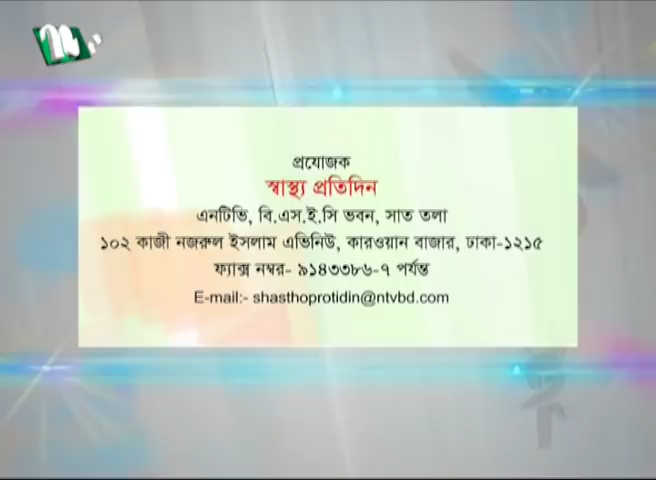 প্রযোজক
স্বাস্থ্য প্রতিদিন
এনটিভি, বি.এস.ই.সি ভবন, সাত তলা
১০২ কাজী নজরুল ইসলাম এভিনিউ, কারওয়ান বাজার, ঢাকা-১২১৫
ফ্যাক্স নম্বর- ৯১৪৩৩৮৬-৭ পর্যন্ত
E-mail:- shasthoprotidin@ntvbd.com